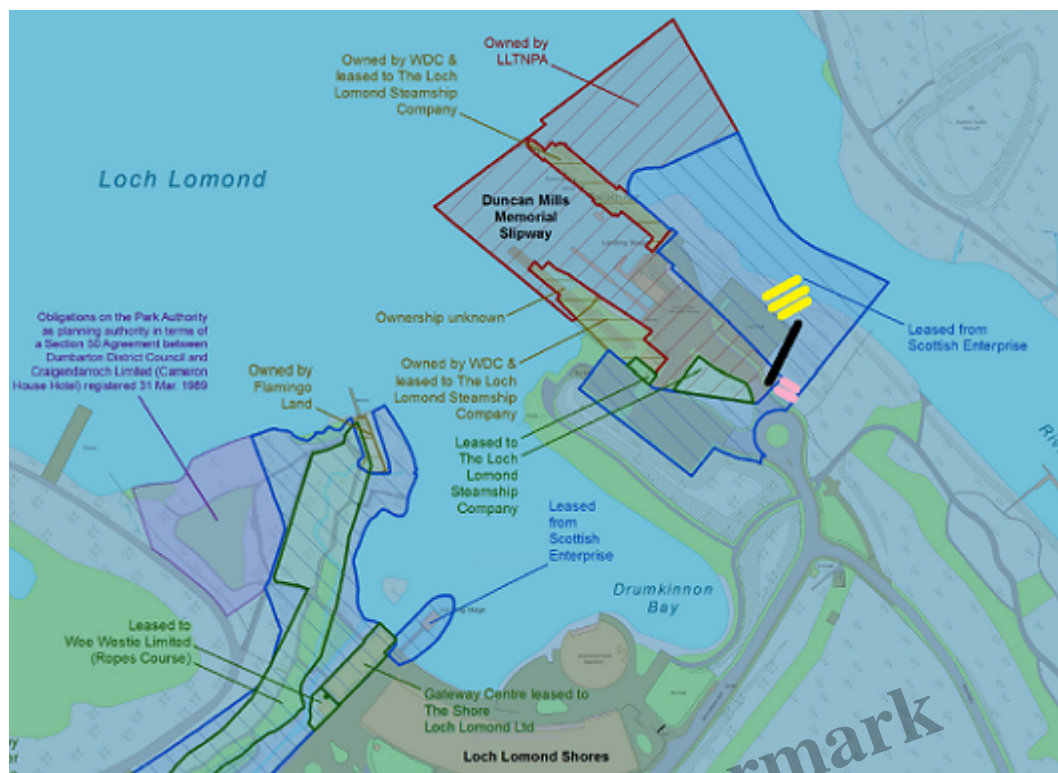 Owned by
LLTNPA
Owned by WDC &
leased to The Loch
Lomond Steamship
Company
Loch Lomond
Duncan Mills
Memorial
Slipway
Ownership unknown
Leased from
Scottish Enterprise
Obligations on the Park Authority
as planning authority in terms of
a Section 50 Agreement between
Dumbarton District Council and
Craigendarroch Limited (Cameron
House Hotel) registered 31 Mar. 1989
Owned by
Flamingo
Land
Owned by WDC &
leased to The Loch
Lomond Steamship
Company
Leased to
The Loch
Lomond
Steamship
Company
Leased
from
Scottish
Enterprise
Drumkinnon
Bay
Leased to
Wee Westie Limited
(Ropes Course)
Gateway Centre leased to
The Shore
Loch Lomond Ltd
Loch Lomond Shores